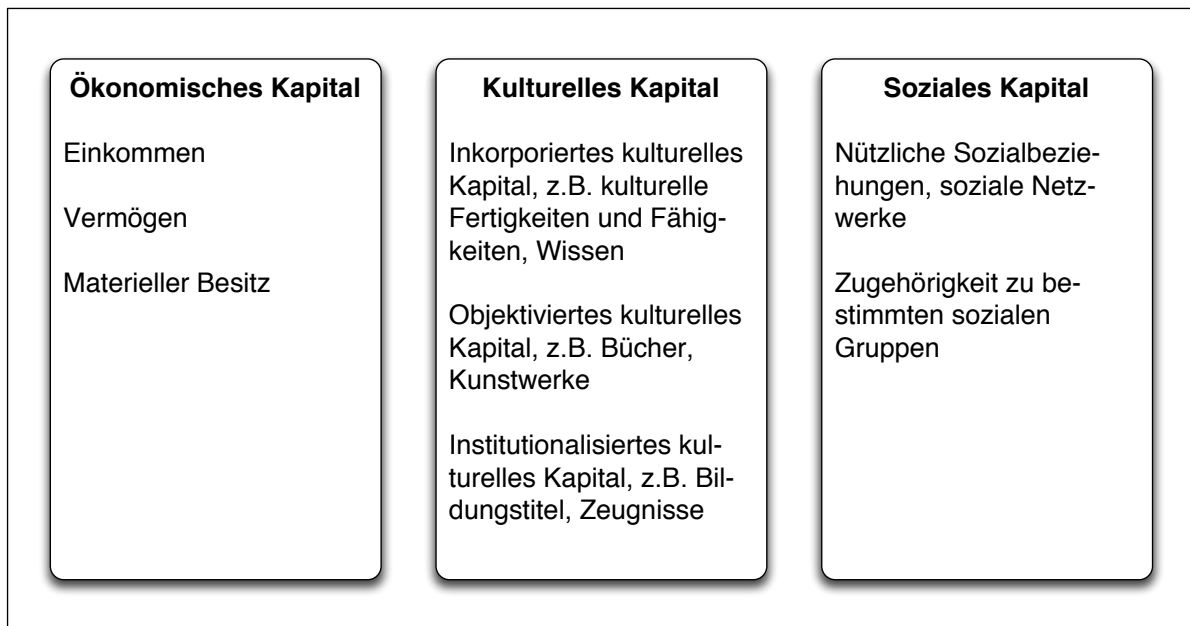 Ökonomisches Kapital
Einkommen
Vermögen
Materieller Besitz
Kulturelles Kapital
Inkorporiertes kulturelles
Kapital, z.B. kulturelle
Fertigkeiten und Fähig-
keiten, Wissen
Objektiviertes kulturelles
Kapital, z.B. Bücher,
Kunstwerke
Institutionalisiertes kul-
turelles Kapital, z.B. Bil-
dungstitel, Zeugnisse
Soziales Kapital
Nützliche Sozialbezie-
hungen, soziale Netz-
werke
Zugehörigkeit zu be-
stimmten sozialen
Gruppen